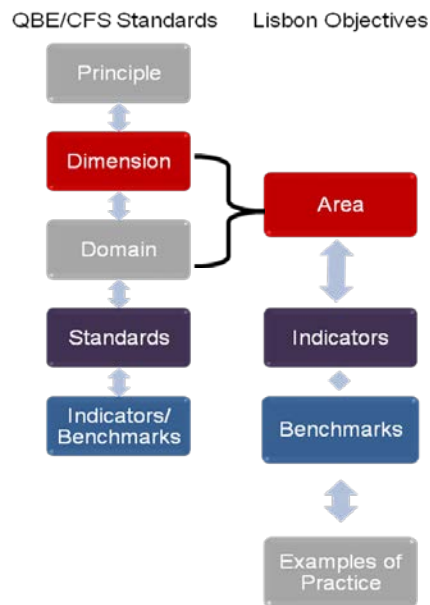 QBE/CFS Standards
Principle
Dimension
Domain
Standards
Indicators/
Benchmarks
Lisbon Objectives
Area
Indicators
Benchmarks
Examples of
Practice